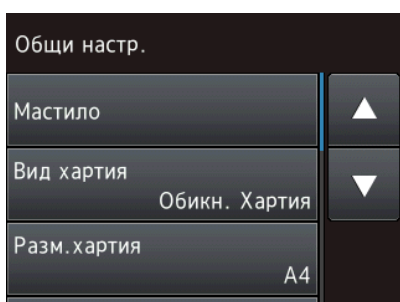 Общи настр.
Мастило
Вид хартия
Обикн. Хартия
Разм.хартия
A4